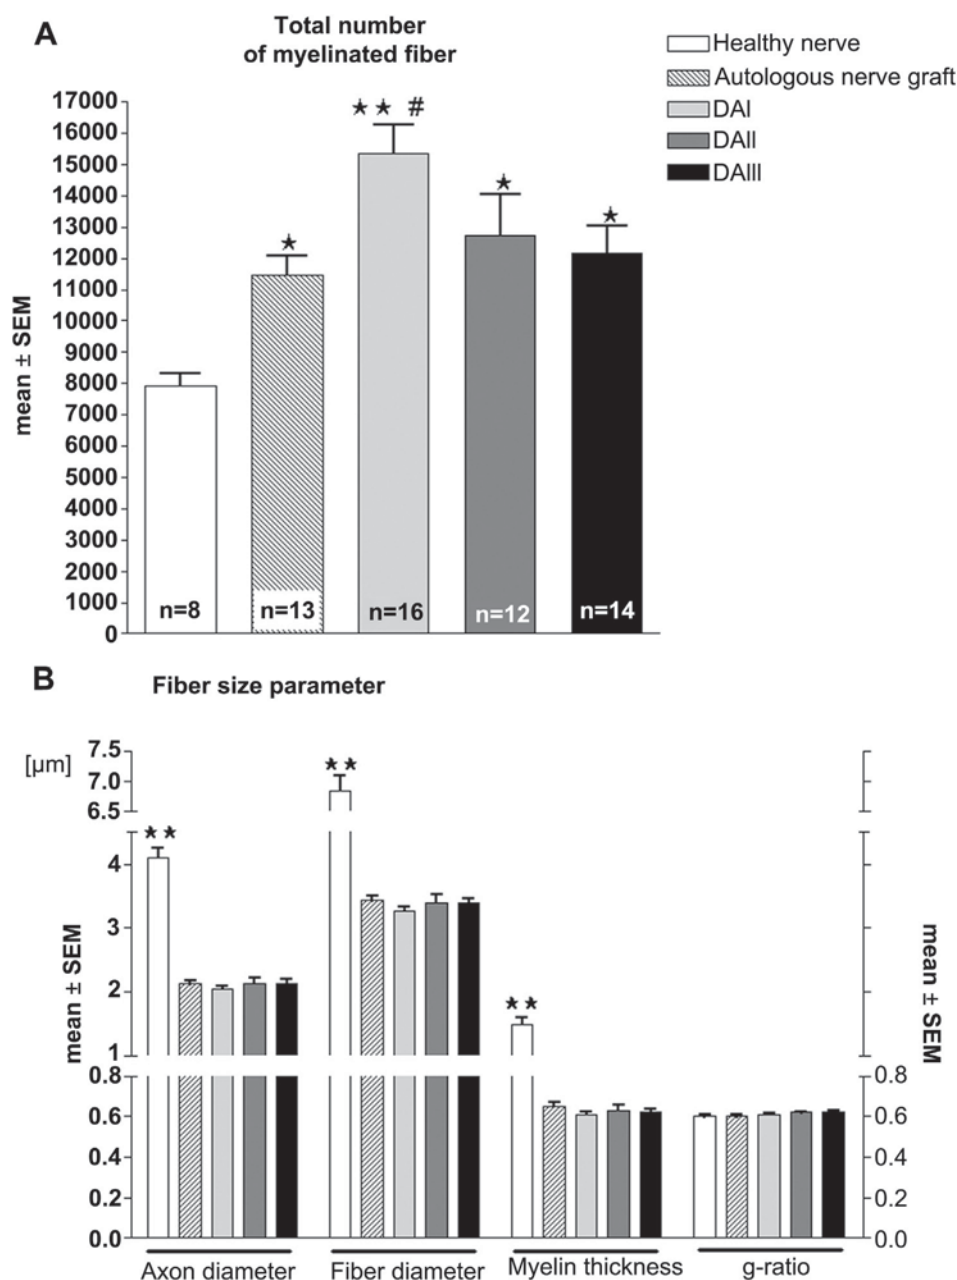 A
Total number
of myelinated fiber
Healthy nerve
Autologous nerve graft
DAI
DAII
DAIII
mean ± SEM
17000
16000
15000
14000
13000
12000
11000
10000
9000
8000
7000
6000
5000
4000
3000
2000
1000
0
★★ #
★
★
★
n=8
n=13
n=16
n=12
n=14
B
Fiber size parameter
[µm]
7.5
7.0
6.5
4
3
2
1
0.8
0.6
0.4
0.2
0.0
mean ± SEM
★★
★★
★★
mean ± SEM
0.8
0.6
0.4
0.2
0.0
Axon diameter
Fiber diameter
Myelin thickness
g-ratio